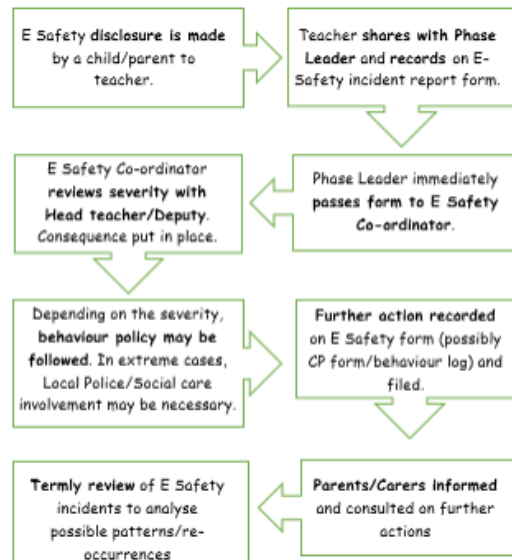 E Safety disclosure is made
by a child/parent to
teacher.
Teacher shares with Phase
Leader and records on E-
Safety incident report form.
Phase Leader immediately
passes form to E Safety
Co-ordinator.
E Safety Co-ordinator
reviews severity with
Head teacher/Deputy.
Consequence put in place.
Depending on the severity,
behaviour policy may be
followed. In extreme cases,
Local Police/Social care
involvement may be necessary.
Further action recorded
on E Safety form (possibly
CP form/behaviour log) and
filed.
Parents/Carers informed
and consulted on further
actions
Termly review of E Safety
incidents to analyse
possible patterns/re-
occurrences